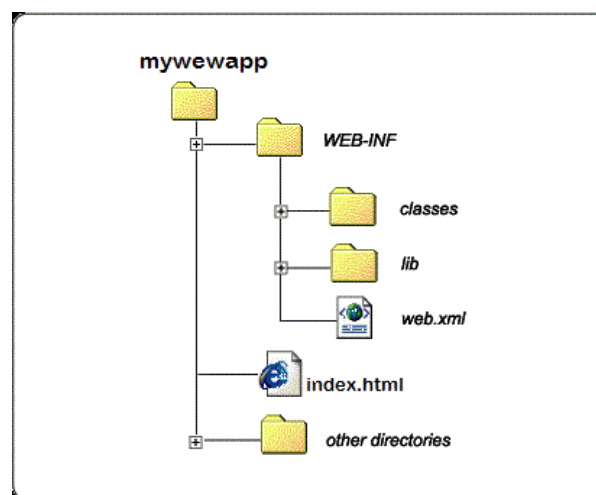 mywewapp
WEB-INF
classes
lib
web.xml
index.html
other directories